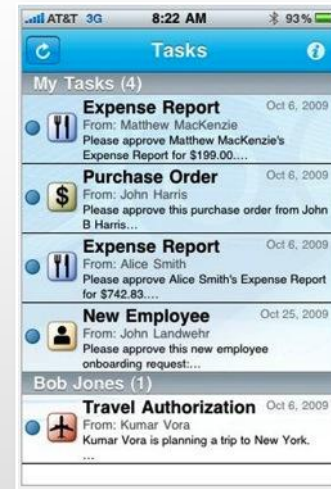 AT&T 3G 8:22 AM 93%
Tasks
My Tasks (4)
Expense Report Oct 6, 2009
From: Matthew MacKenzie
Please approve Matthew MacKenzie's
Expense Report for $199.00....
Purchase Order Oct 6, 2009
From: John Harris
Please approve this purchase order from John
B Harris...
Expense Report Oct 6, 2009
From: Alice Smith
Please approve Alice Smith's Expense Report
for $742.83....
New Employee Oct 25, 2009
From: John Landwehr
Please approve this new employee
onboarding request:...
Bob Jones (1)
Travel Authorization Oct 6, 2009
From: Kumar Vora
Kumar Vora is planning a trip to New York.
...